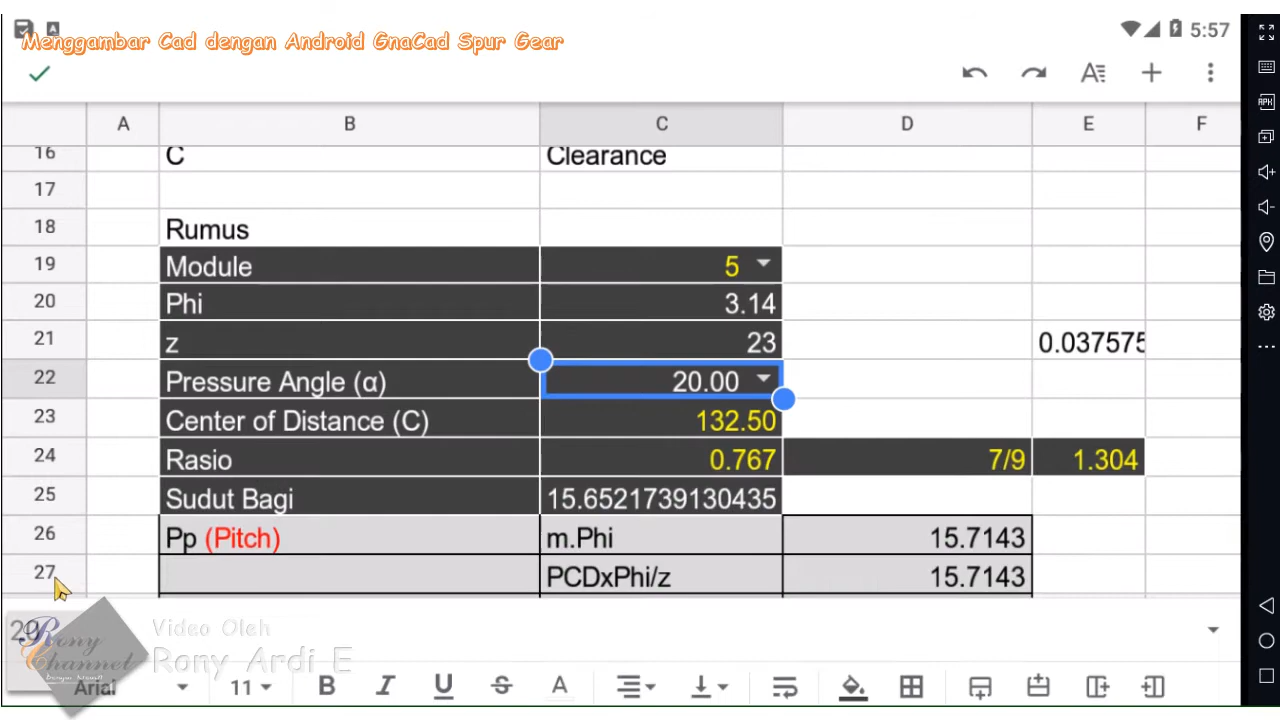 Menggambar Cad dengan Android GnaCad Spur Gear
5:57
A B C D E F
16 C Clearance
17
18 Rumus
19 Module 5
20 Phi 3.14
21 z 23 0.037575
22 Pressure Angle (α) 20.00
23 Center of Distance (C) 132.50
24 Rasio 0.767 7/9 1.304
25 Sudut Bagi 15.6521739130435
26 Pp (Pitch) m.Phi 15.7143
27 PCDxPhi/z 15.7143
Rony
Channel
Video Oleh
Rony Ardi E
Arial 11 B I U S A